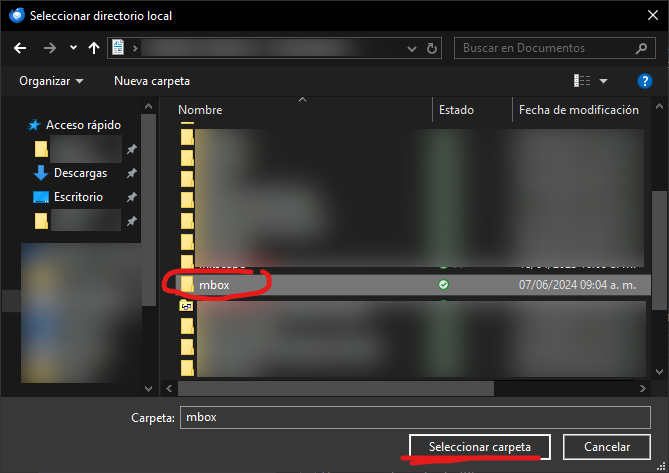 Seleccionar directorio local
Buscar en Documentos
Organizar
Nueva carpeta
Nombre
Estado
Fecha de modificación
Acceso rápido
Descargas
Escritorio
mbox
07/06/2024 09:04 a. m.
Carpeta:
mbox
Seleccionar carpeta
Cancelar